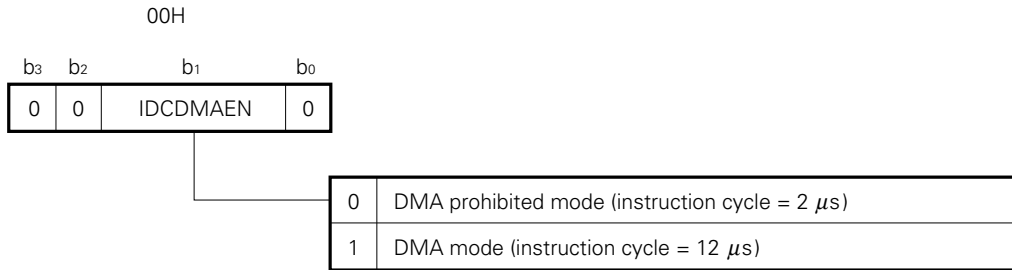 00H
b3 b2 b1 b0
0 0 IDCDMAEN 0
0 DMA prohibited mode (instruction cycle = 2 μs)
1 DMA mode (instruction cycle = 12 μs)